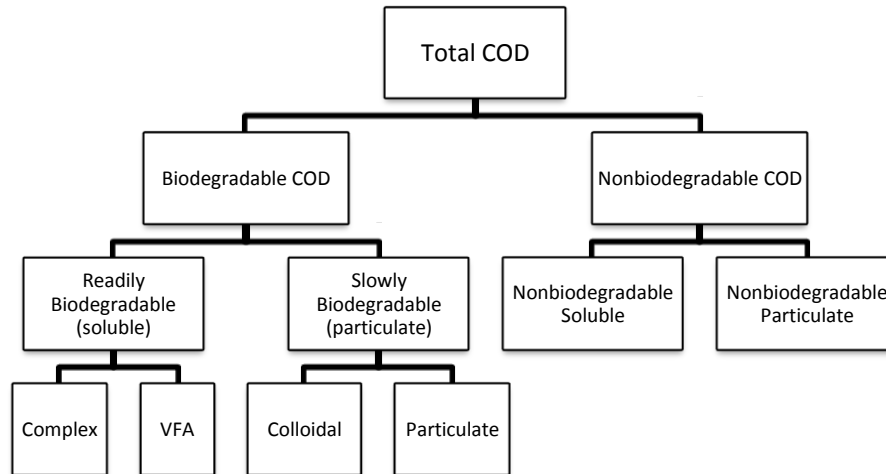 Total COD
Biodegradable COD
Nonbiodegradable COD
Readily
Biodegradable
(soluble)
Slowly
Biodegradable
(particulate)
Nonbiodegradable
Soluble
Nonbiodegradable
Particulate
Complex
VFA
Colloidal
Particulate